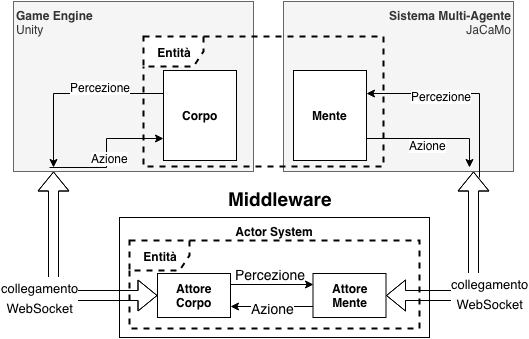 Game Engine
Unity
Sistema Multi-Agente
JaCaMo
Entità
Corpo
Mente
Percezione
Azione
Percezione
Azione
Middleware
Actor System
Entità
Attore
Corpo
Percezione
Azione
Attore
Mente
collegamento
WebSocket
collegamento
WebSocket